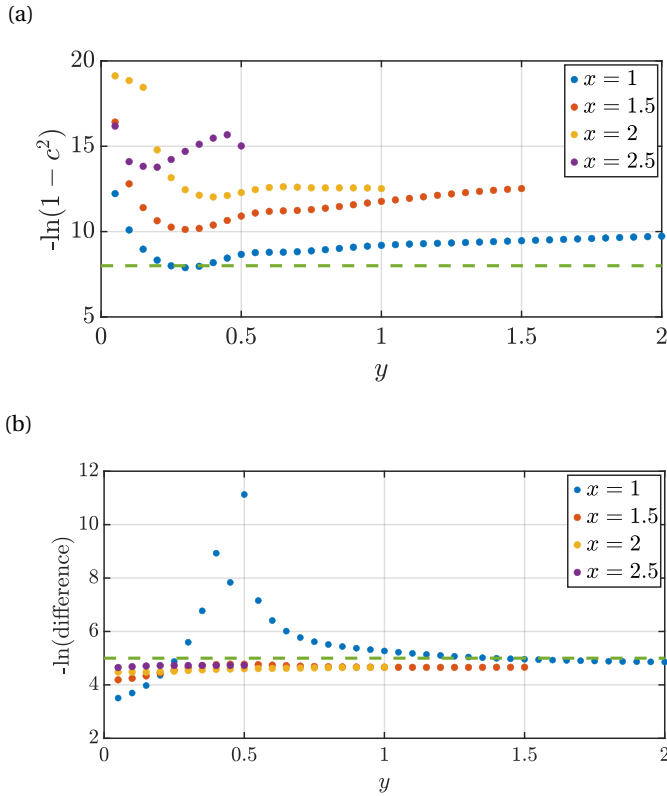 (a)
20
15
10
5
-ln(1 − c²)
0
0.5
1
1.5
2
y
x = 1
x = 1.5
x = 2
x = 2.5
(b)
12
10
8
6
4
2
-ln(difference)
0
0.5
1
1.5
2
y
x = 1
x = 1.5
x = 2
x = 2.5